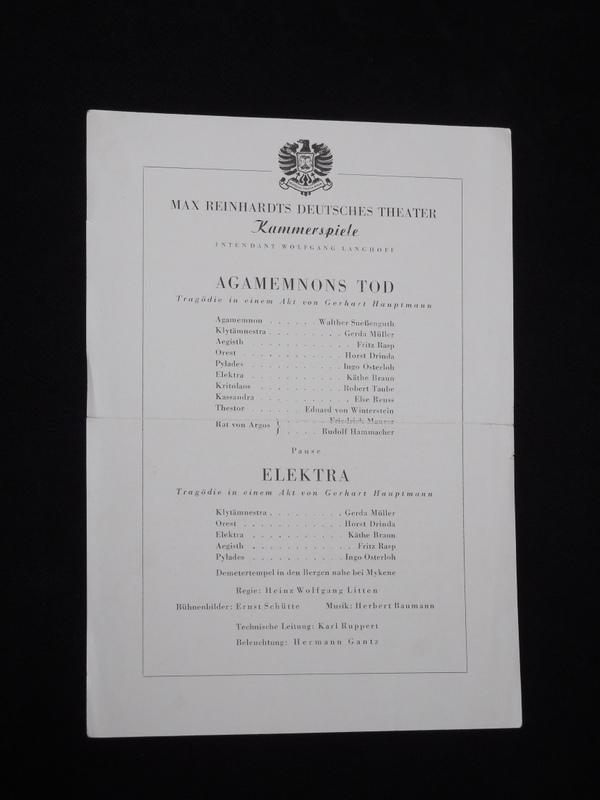 MAX REINHARDTS DEUTSCHES THEATER
Kammerspiele
INTENDANT WOLFGANG LANGHOFF
AGAMEMNONS TOD
Tragödie in einem Akt von Gerhart Hauptmann
Agamemnon . . . . . . Walther Sueßenguth
Klytämnestra . . . . . . . . . Gerda Müller
Aegisth . . . . . . . . . . . . Fritz Rasp
Orest . . . . . . . . . . . . Horst Drinda
Pylades . . . . . . . . . . . Ingo Osterloh
Elektra . . . . . . . . . . . Käthe Braun
Kritolaos . . . . . . . . . . Robert Taube
Kassandra . . . . . . . . . . . Else Reuss
Thestor . . . . . . Eduard von Winterstein
Rat von Argos } . . . . . Friedrich Maurer
. . . . Rudolf Hammacher
Pause
ELEKTRA
Tragödie in einem Akt von Gerhart Hauptmann
Klytämnestra . . . . . . . . . Gerda Müller
Orest . . . . . . . . . . . . Horst Drinda
Elektra . . . . . . . . . . . Käthe Braun
Aegisth . . . . . . . . . . . . Fritz Rasp
Pylades . . . . . . . . . . . Ingo Osterloh
Demetertempel in den Bergen nahe bei Mykene
Regie: Heinz Wolfgang Litten
Bühnenbilder: Ernst Schütte Musik: Herbert Baumann
Technische Leitung: Karl Ruppert
Beleuchtung: Hermann Gantz